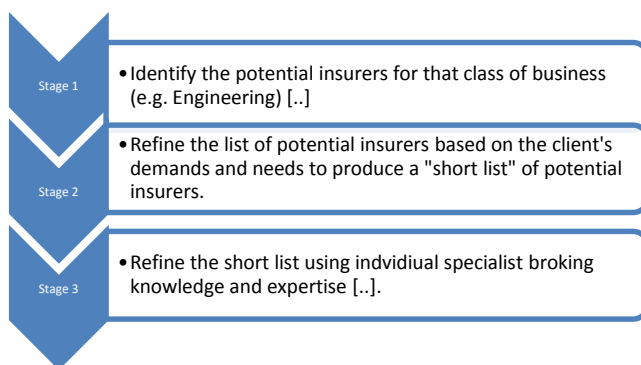 Stage 1
•Identify the potential insurers for that class of business
(e.g. Engineering) [..]
Stage 2
•Refine the list of potential insurers based on the client's
demands and needs to produce a "short list" of potential
insurers.
Stage 3
•Refine the short list using indvidiual specialist broking
knowledge and expertise [..].